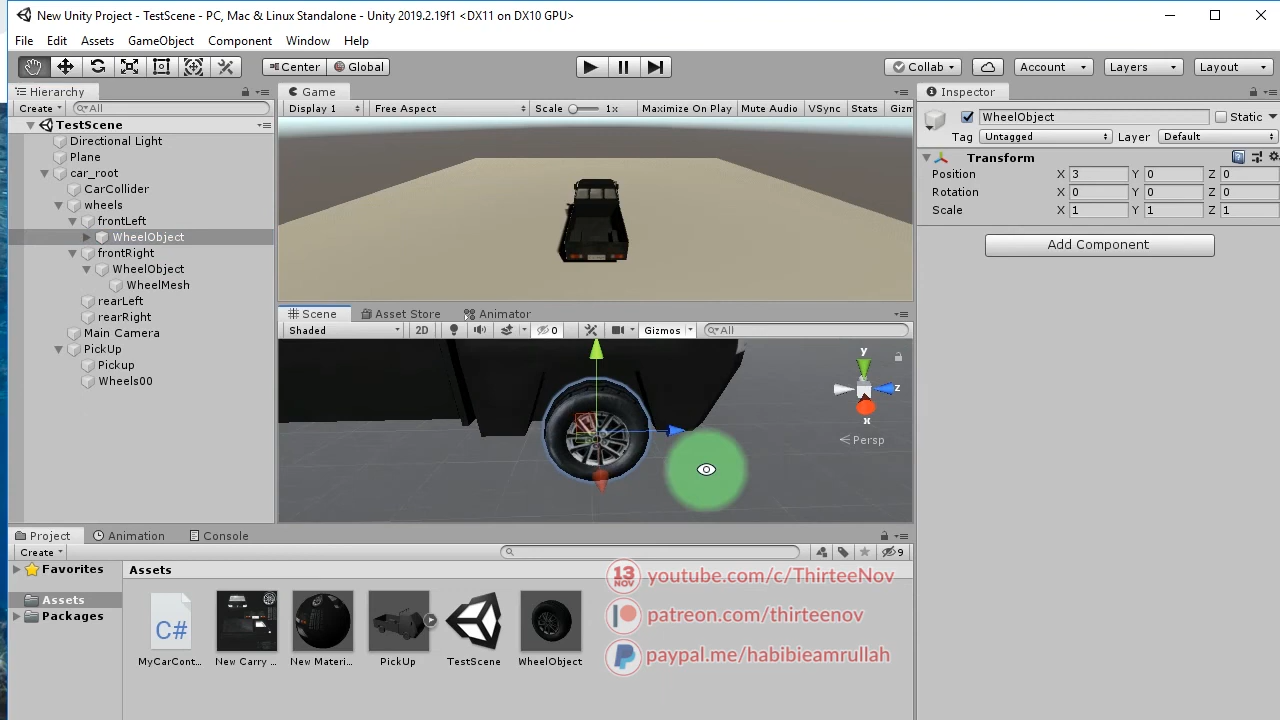 New Unity Project - TestScene - PC, Mac & Linux Standalone - Unity 2019.2.19f1 <DX11 on DX10 GPU>
File Edit Assets GameObject Component Window Help
Center Global Collab Account Layers Layout
Hierarchy
Create All
TestScene
Directional Light
Plane
car_root
CarCollider
wheels
frontLeft
WheelObject
frontRight
WheelObject
WheelMesh
rearLeft
rearRight
Main Camera
PickUp
Pickup
Wheels00
Game
Display 1 Free Aspect Scale 1x Maximize On Play Mute Audio VSync Stats Gizm
Scene Asset Store Animator
Shaded 2D 0 Gizmos All
y
z
x
Persp
Inspector
WheelObject Static
Tag Untagged Layer Default
Transform
Position X 3 Y 0 Z 0
Rotation X 0 Y 0 Z 0
Scale X 1 Y 1 Z 1
Add Component
Project Animation Console
Create 9
Favorites
Assets
Packages
Assets
C#
MyCarCont... New Carry ... New Materi... PickUp TestScene WheelObject
13 NOV youtube.com/c/ThirteeNov
patreon.com/thirteenov
paypal.me/habibieamrullah